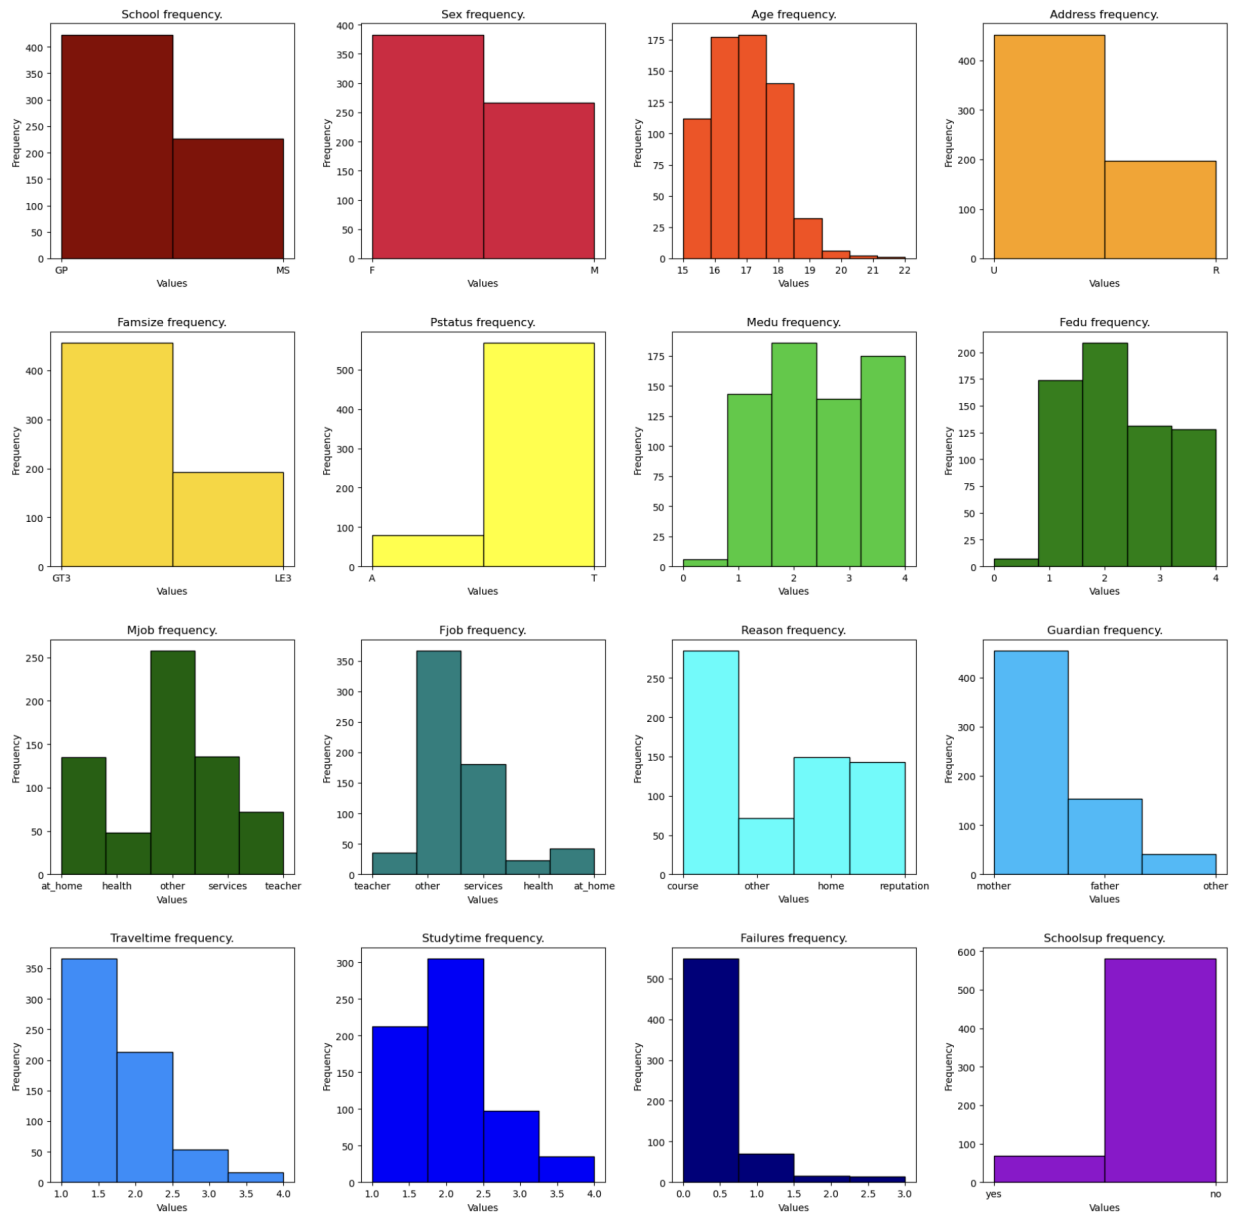 School frequency.
400
350
300
250
200
150
100
50
0
Frequency
GP MS
Values
Sex frequency.
400
350
300
250
200
150
100
50
0
Frequency
F M
Values
Age frequency.
175
150
125
100
75
50
25
0
Frequency
15 16 17 18 19 20 21 22
Values
Address frequency.
400
300
200
100
0
Frequency
U R
Values
Famsize frequency.
400
300
200
100
0
Frequency
GT3 LE3
Values
Pstatus frequency.
500
400
300
200
100
0
Frequency
A T
Values
Medu frequency.
175
150
125
100
75
50
25
0
Frequency
0 1 2 3 4
Values
Fedu frequency.
200
175
150
125
100
75
50
25
0
Frequency
0 1 2 3 4
Values
Mjob frequency.
250
200
150
100
50
0
Frequency
at_home health other services teacher
Values
Fjob frequency.
350
300
250
200
150
100
50
0
Frequency
teacher other services health at_home
Values
Reason frequency.
250
200
150
100
50
0
Frequency
course other home reputation
Values
Guardian frequency.
400
300
200
100
0
Frequency
mother father other
Values
Traveltime frequency.
350
300
250
200
150
100
50
0
Frequency
1.0 1.5 2.0 2.5 3.0 3.5 4.0
Values
Studytime frequency.
300
250
200
150
100
50
0
Frequency
1.0 1.5 2.0 2.5 3.0 3.5 4.0
Values
Failures frequency.
500
400
300
200
100
0
Frequency
0.0 0.5 1.0 1.5 2.0 2.5 3.0
Values
Schoolsup frequency.
600
500
400
300
200
100
0
Frequency
yes no
Values